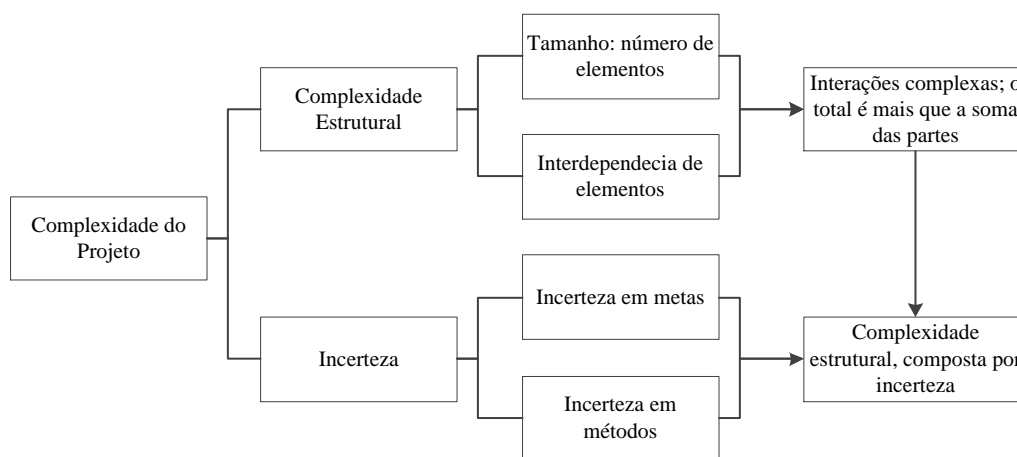 Tamanho: número de
elementos
Complexidade
Estrutural
Interações complexas; o
total é mais que a soma
das partes
Interdependecia de
elementos
Complexidade do
Projeto
Incerteza em metas
Incerteza
Complexidade
estrutural, composta por
incerteza
Incerteza em
métodos